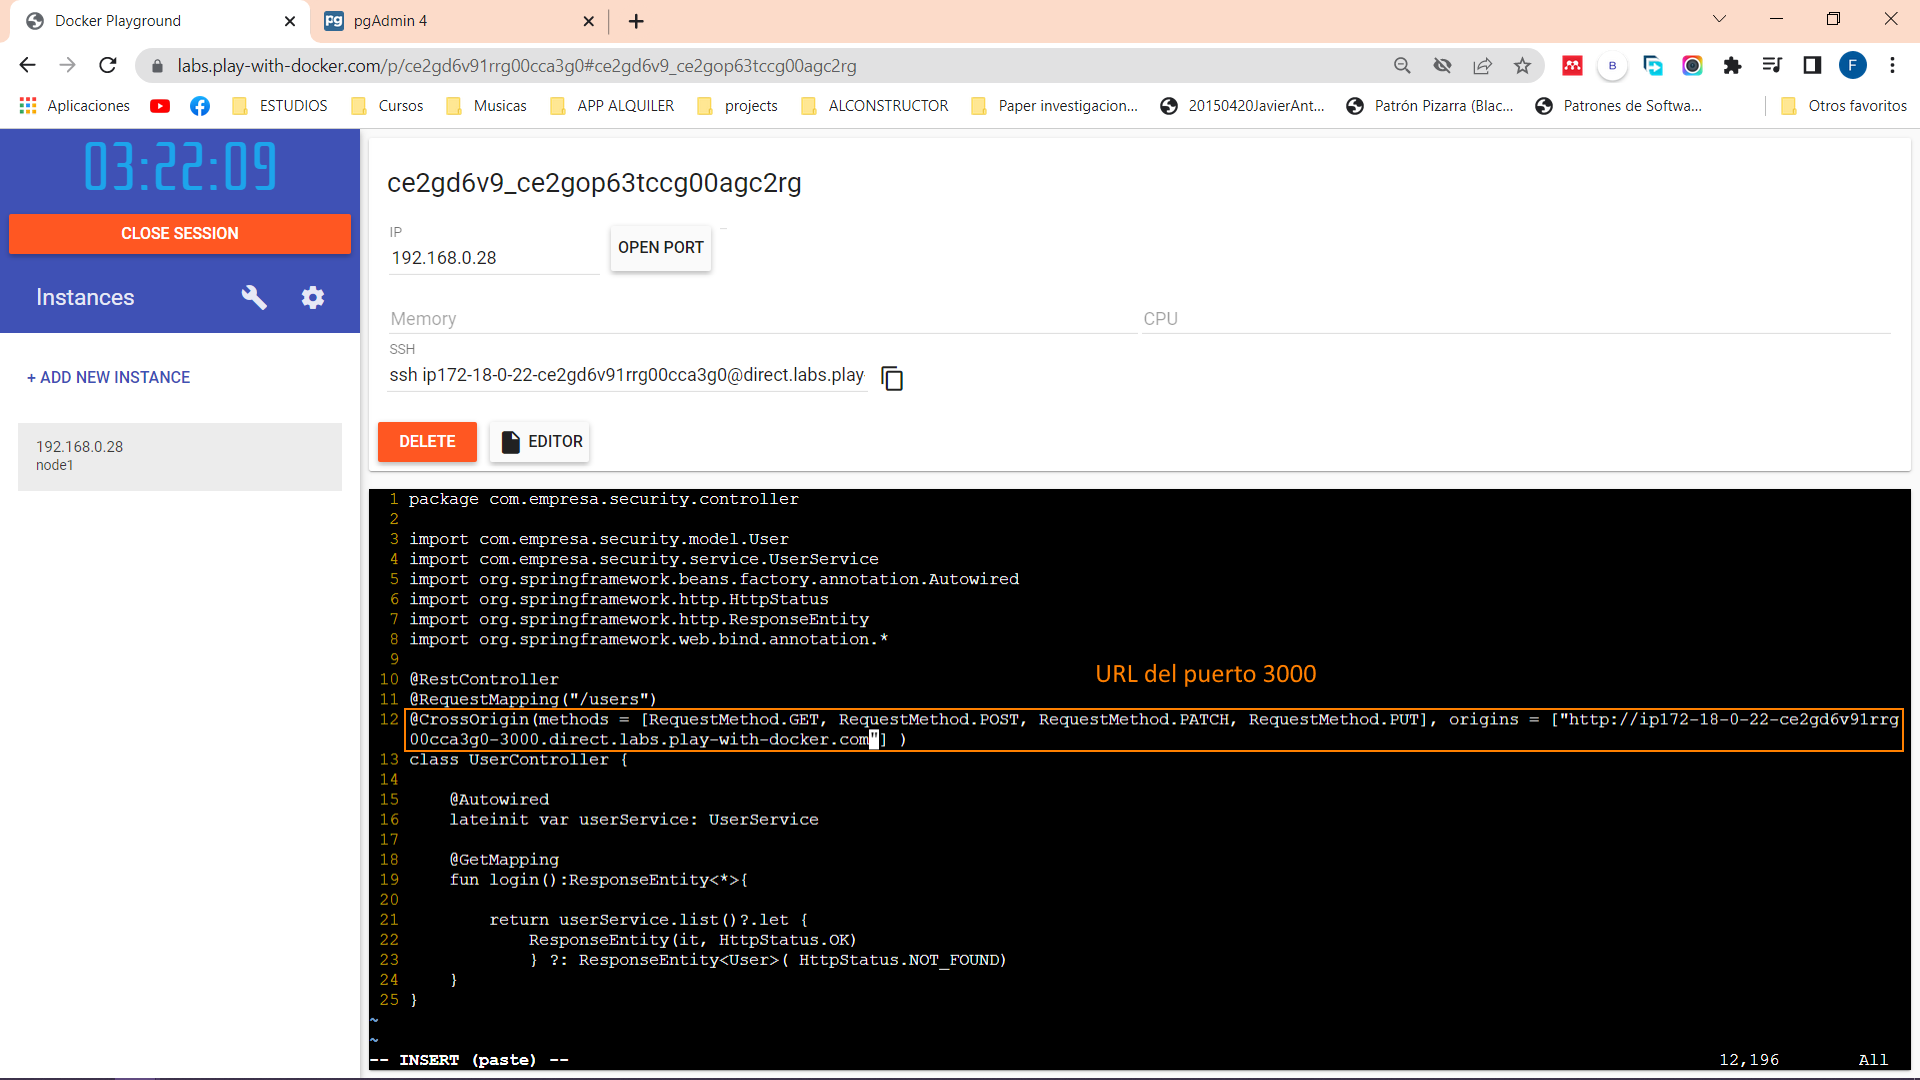 Docker Playground
pgAdmin 4
labs.play-with-docker.com/p/ce2gd6v91rrg00cca3g0#ce2gd6v9_ce2gop63tccg00agc2rg
B
F
Aplicaciones
ESTUDIOS
Cursos
Musicas
APP ALQUILER
projects
ALCONSTRUCTOR
Paper investigacion...
20150420JavierAnt...
Patrón Pizarra (Blac...
Patrones de Softwa...
Otros favoritos
03:22:09
CLOSE SESSION
Instances
+ ADD NEW INSTANCE
192.168.0.28
node1
ce2gd6v9_ce2gop63tccg00agc2rg
IP
192.168.0.28
OPEN PORT
Memory
CPU
SSH
ssh ip172-18-0-22-ce2gd6v91rrg00cca3g0@direct.labs.play
DELETE
EDITOR
1 package com.empresa.security.controller
2
3 import com.empresa.security.model.User
4 import com.empresa.security.service.UserService
5 import org.springframework.beans.factory.annotation.Autowired
6 import org.springframework.http.HttpStatus
7 import org.springframework.http.ResponseEntity
8 import org.springframework.web.bind.annotation.*
9
URL del puerto 3000
10 @RestController
11 @RequestMapping("/users")
12 @CrossOrigin(methods = [RequestMethod.GET, RequestMethod.POST, RequestMethod.PATCH, RequestMethod.PUT], origins = ["http://ip172-18-0-22-ce2gd6v91rrg
00cca3g0-3000.direct.labs.play-with-docker.com"] )
13 class UserController {
14
15     @Autowired
16     lateinit var userService: UserService
17
18     @GetMapping
19     fun login():ResponseEntity<*>{
20
21         return userService.list()?.let {
22             ResponseEntity(it, HttpStatus.OK)
23             } ?: ResponseEntity<User>( HttpStatus.NOT_FOUND)
24     }
25 }
~
~
-- INSERT (paste) --
12,196
All